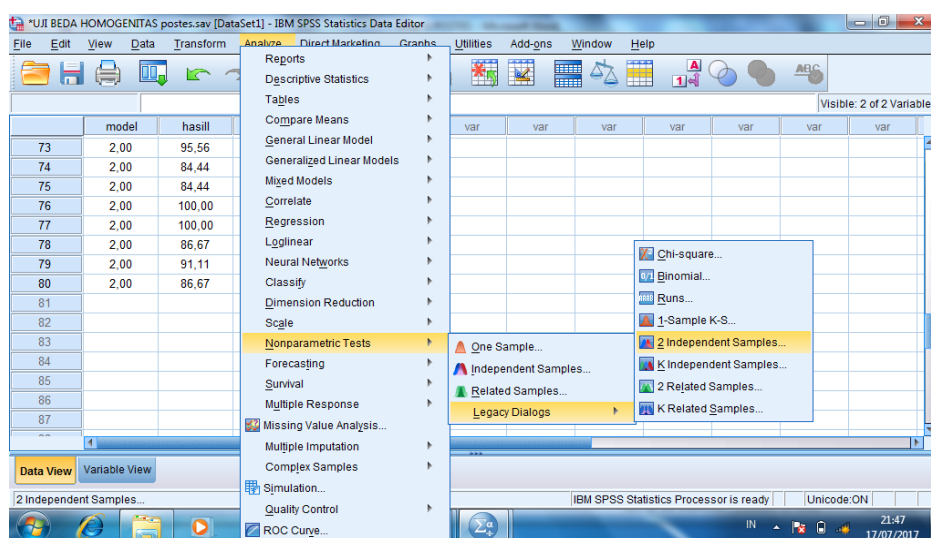 *UJI BEDA HOMOGENITAS postes.sav [DataSet1] - IBM SPSS Statistics Data Editor
File Edit View Data Transform Analyze Direct Marketing Graphs Utilities Add-ons Window Help
Visible: 2 of 2 Variable
model hasill var var var var var var var
73 2,00 95,56
74 2,00 84,44
75 2,00 84,44
76 2,00 100,00
77 2,00 100,00
78 2,00 86,67
79 2,00 91,11
80 2,00 86,67
81
82
83
84
85
86
87
Reports
Descriptive Statistics
Tables
Compare Means
General Linear Model
Generalized Linear Models
Mixed Models
Correlate
Regression
Loglinear
Neural Networks
Classify
Dimension Reduction
Scale
Nonparametric Tests
Forecasting
Survival
Multiple Response
Missing Value Analysis...
Multiple Imputation
Complex Samples
Simulation...
Quality Control
ROC Curve...
One Sample...
Independent Samples...
Related Samples...
Legacy Dialogs
Chi-square...
Binomial...
Runs...
1-Sample K-S...
2 Independent Samples...
K Independent Samples...
2 Related Samples...
K Related Samples...
Data View Variable View
2 Independent Samples...
IBM SPSS Statistics Processor is ready Unicode:ON
IN
21:47
17/07/2017